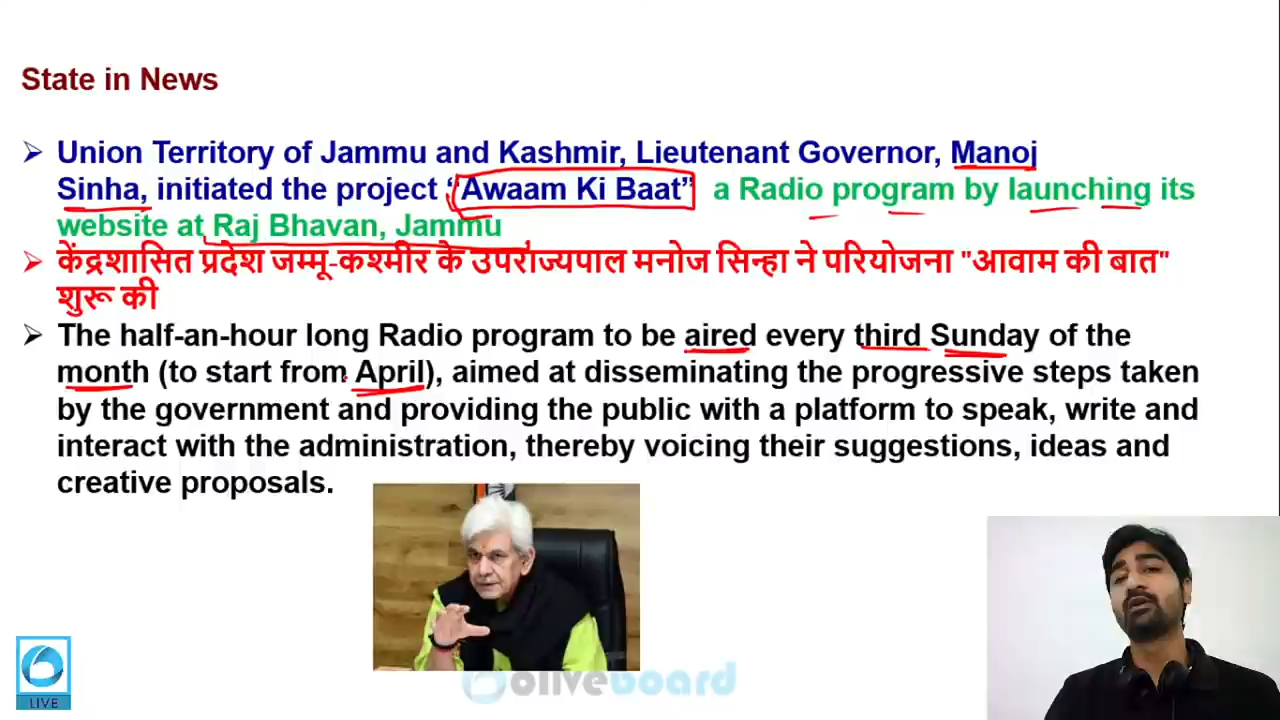 State in News
Union Territory of Jammu and Kashmir, Lieutenant Governor, Manoj
Sinha, initiated the project “Awaam Ki Baat” a Radio program by launching its
website at Raj Bhavan, Jammu
केंद्रशासित प्रदेश जम्मू-कश्मीर के उपराज्यपाल मनोज सिन्हा ने परियोजना "आवाम की बात"
शुरू की
The half-an-hour long Radio program to be aired every third Sunday of the
month (to start from April), aimed at disseminating the progressive steps taken
by the government and providing the public with a platform to speak, write and
interact with the administration, thereby voicing their suggestions, ideas and
creative proposals.
oliveboard
LIVE